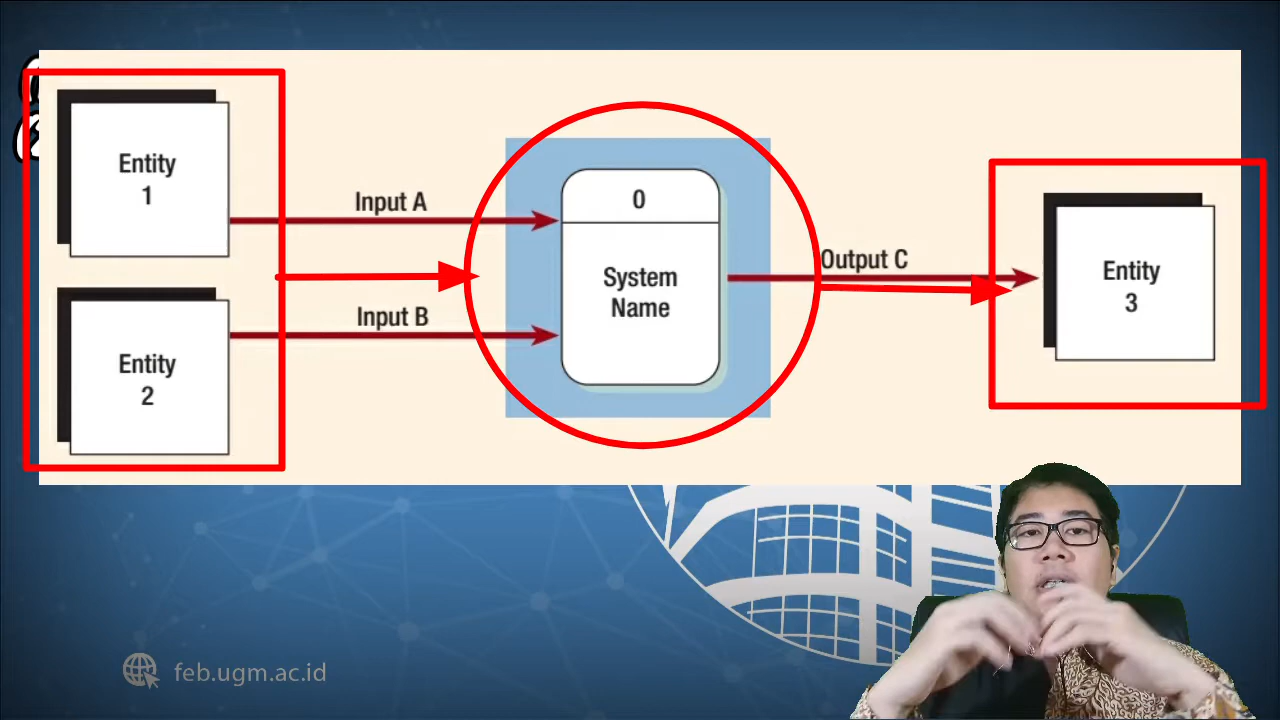 Entity
1
Input A
0
System
Name
Output C
Entity
3
Input B
Entity
2
feb.ugm.ac.id